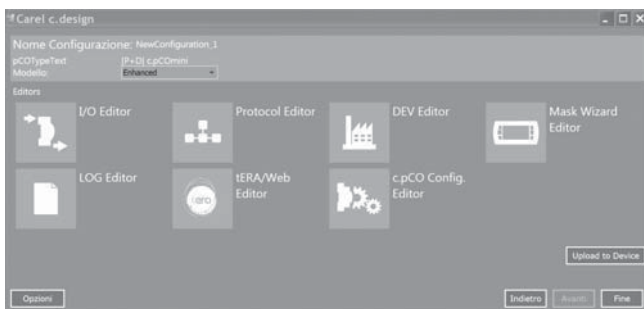 Carel c.design
Nome Configurazione: NewConfiguration_1
pCOTypeText |P+D| c.pCOmini
Modello: Enhanced
Editors
I/O Editor
Protocol Editor
DEV Editor
Mask Wizard
Editor
LOG Editor
tERA/Web
Editor
c.pCO Config.
Editor
tERA
Upload to Device
Opzioni
Indietro
Avanti
Fine